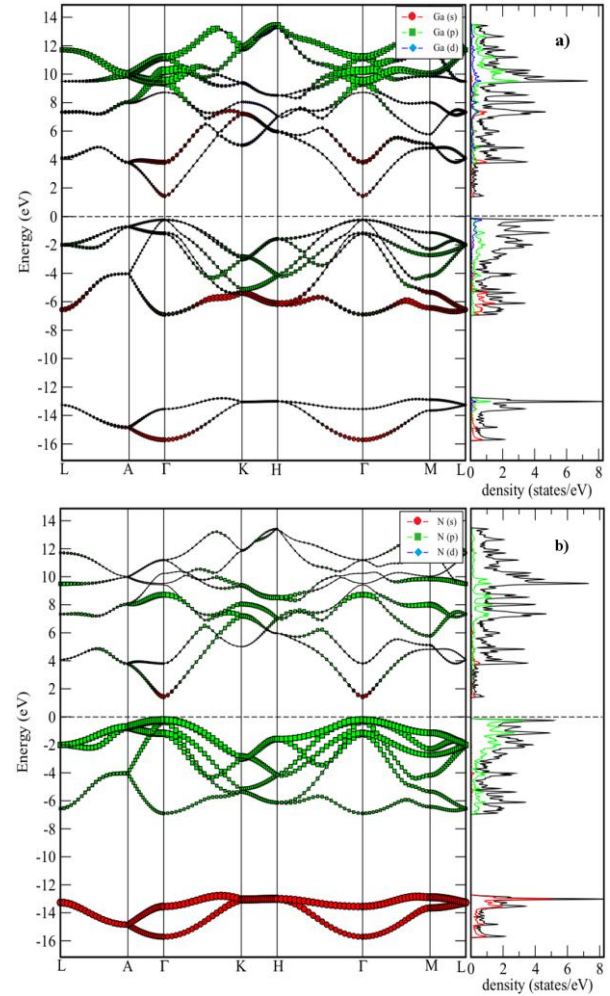 14
12
10
8
6
4
2
0
-2
-4
-6
-8
-10
-12
-14
-16
Energy (eV)
Ga (s)
Ga (p)
Ga (d)
a)
L A Γ K H Γ M L
0 2 4 6 8
density (states/eV)
14
12
10
8
6
4
2
0
-2
-4
-6
-8
-10
-12
-14
-16
Energy (eV)
N (s)
N (p)
N (d)
b)
L A Γ K H Γ M L
0 2 4 6 8
density (states/eV)